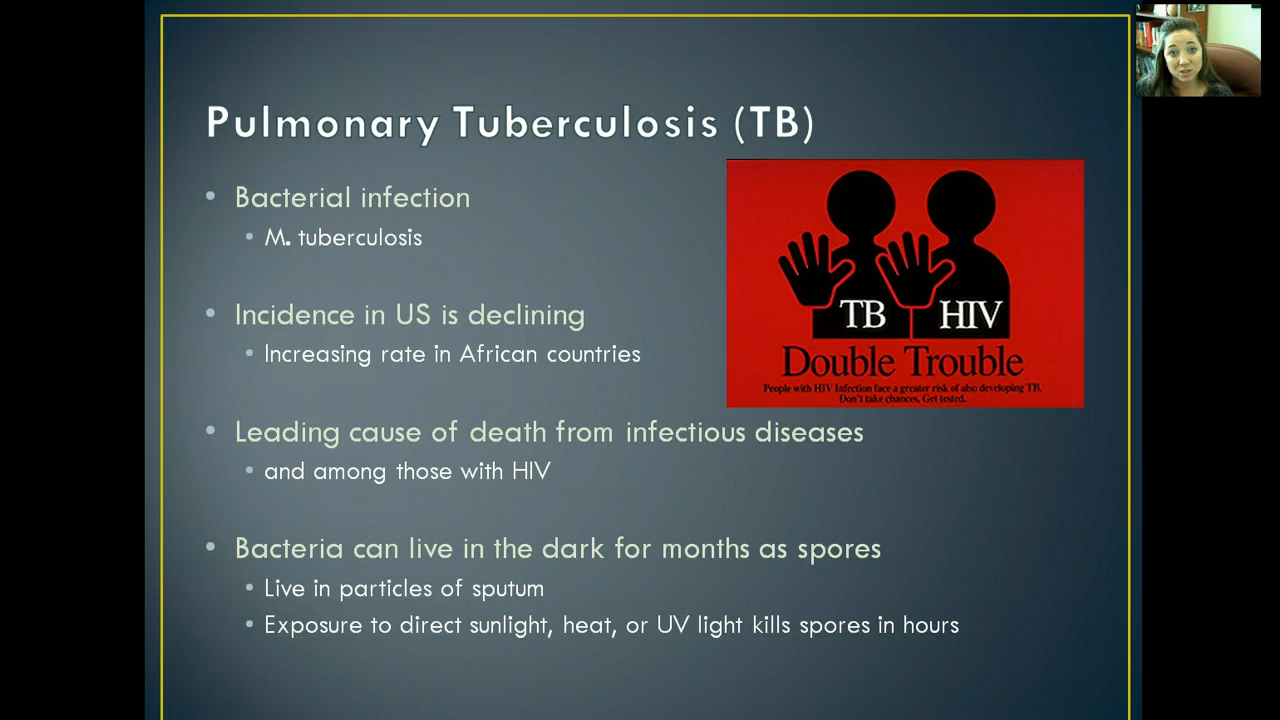 Pulmonary Tuberculosis (TB)
• Bacterial infection
• M. tuberculosis
• Incidence in US is declining
• Increasing rate in African countries
TB HIV
Double Trouble
People with HIV Infection face a greater risk of also developing TB.
Don't take chances. Get tested.
• Leading cause of death from infectious diseases
• and among those with HIV
• Bacteria can live in the dark for months as spores
• Live in particles of sputum
• Exposure to direct sunlight, heat, or UV light kills spores in hours